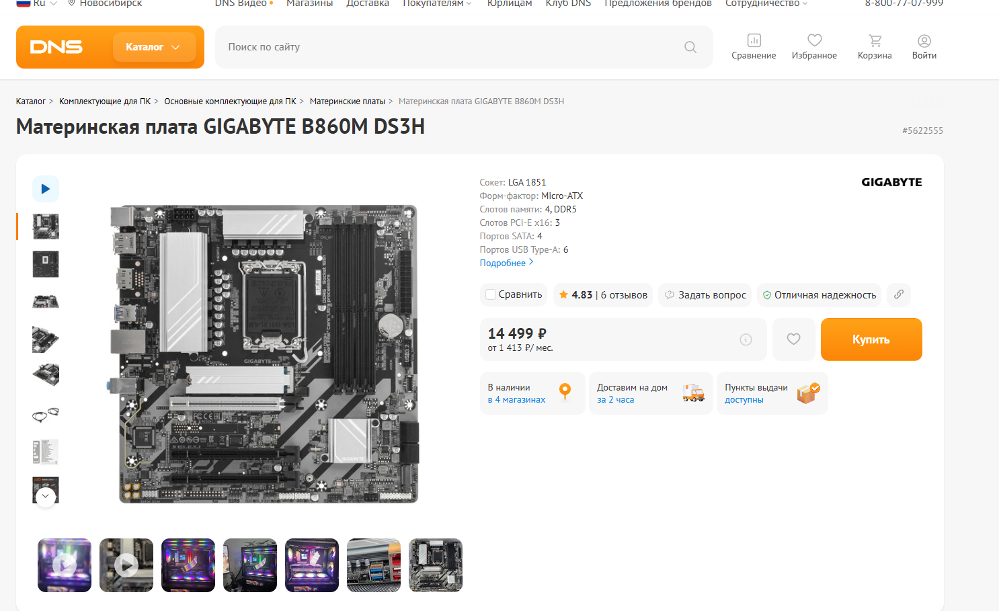 Ru
Новосибирск
DNS Видео
Магазины
Доставка
Покупателям
Юрлицам
Клуб DNS
Предложения брендов
Сотрудничество
8-800-77-07-999
DNS
Каталог
Поиск по сайту
Сравнение
Избранное
Корзина
Войти
Каталог > Комплектующие для ПК > Основные комплектующие для ПК > Материнские платы > Материнская плата GIGABYTE B860M DS3H
Материнская плата GIGABYTE B860M DS3H
#5622555
GIGABYTE
Сокет: LGA 1851
Форм-фактор: Micro-ATX
Слотов памяти: 4, DDR5
Слотов PCI-E x16: 3
Портов SATA: 4
Портов USB Type-A: 6
Подробнее
Сравнить
4.83 | 6 отзывов
Задать вопрос
Отличная надежность
14 499 ₽
от 1 413 ₽/ мес.
Купить
В наличии
в 4 магазинах
Доставим на дом
за 2 часа
Пункты выдачи
доступны
GIGABYTE
USB3.2
GIGABYTE